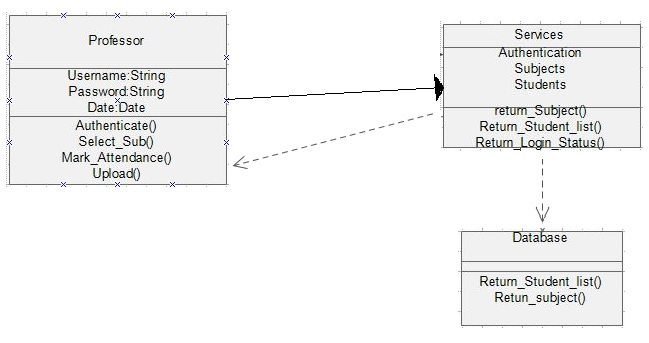 Professor
Username:String
Password:String
Date:Date
Authenticate()
Select_Sub()
Mark_Attendance()
Upload()
Services
Authentication
Subjects
Students
return_Subject()
Return_Student_list()
Return_Login_Status()
Database
Return_Student_list()
Retun_subject()